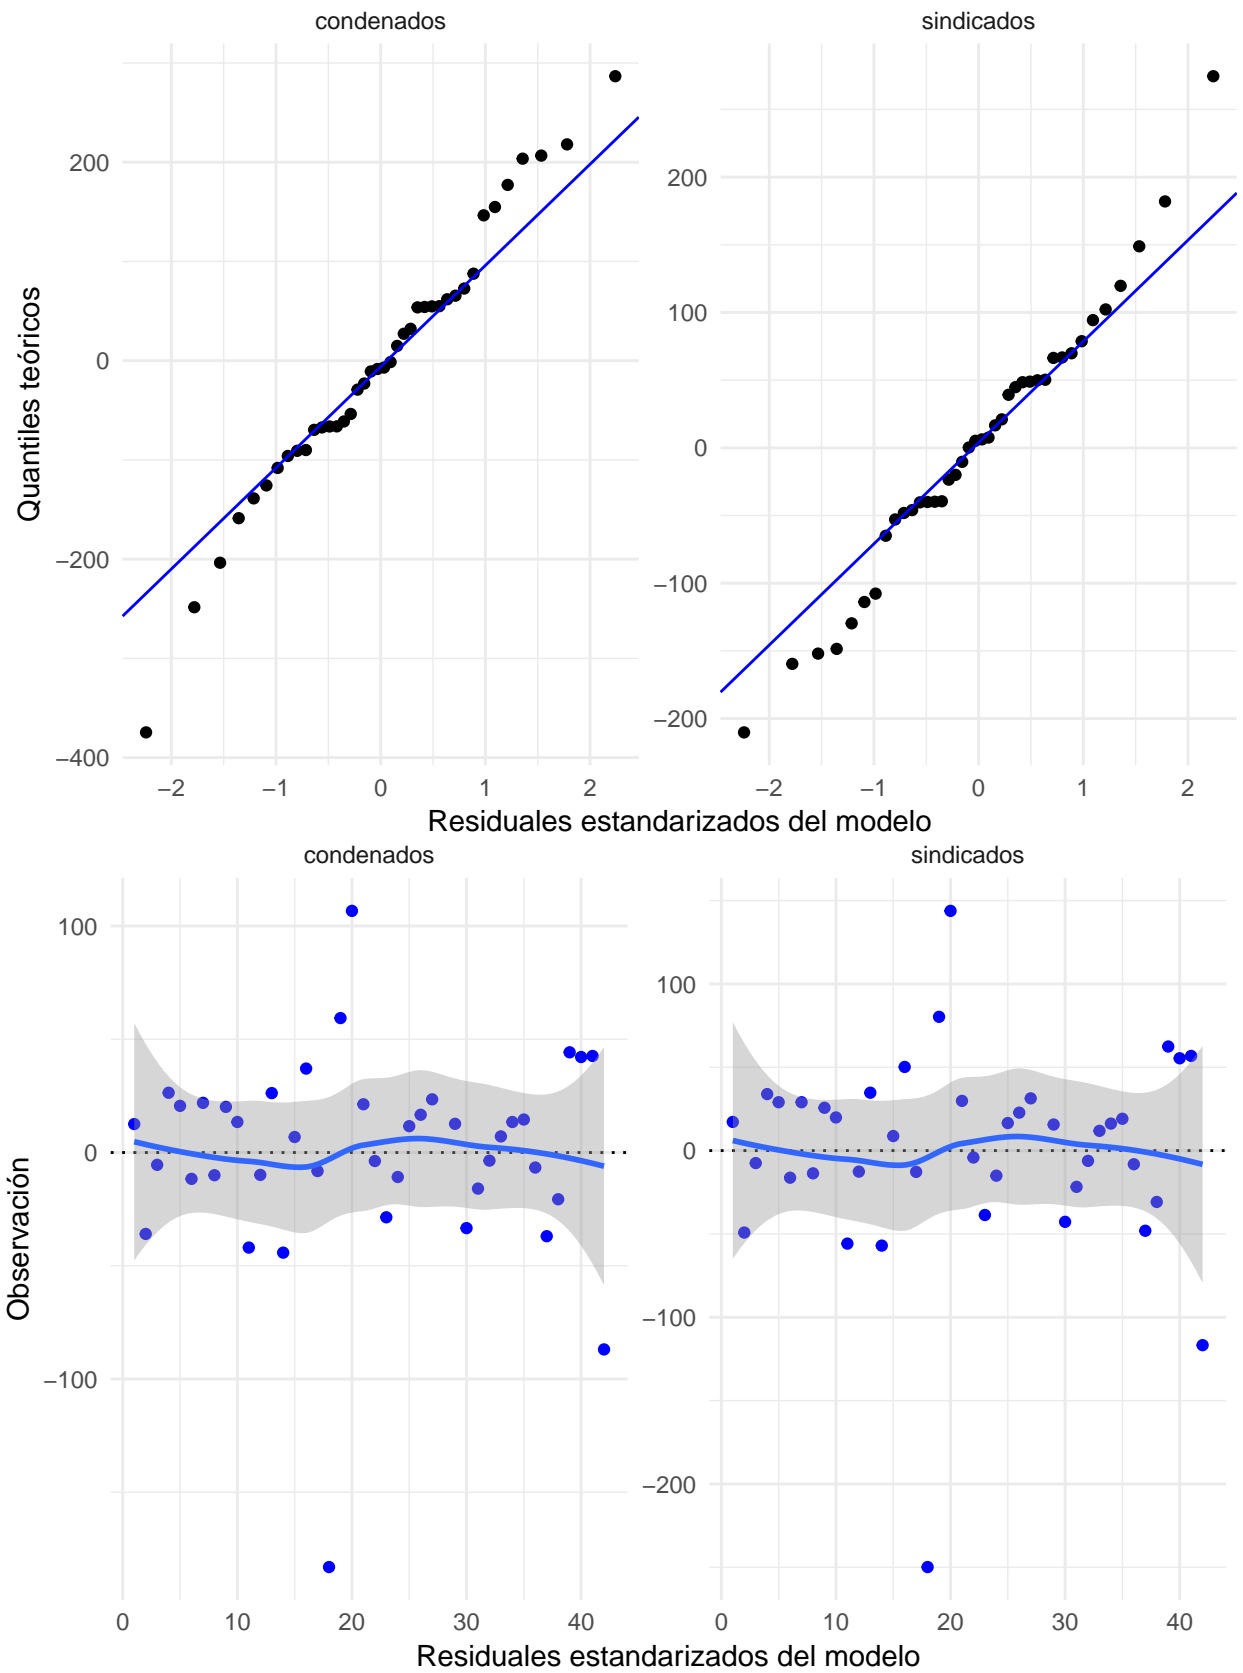 condenados sindicados
200
0
−200
−400
200
100
0
−100
−200
Quantiles teóricos
−2 −1 0 1 2 −2 −1 0 1 2
Residuales estandarizados del modelo
condenados sindicados
100
0
−100
100
0
−100
−200
Observación
0 10 20 30 40 0 10 20 30 40
Residuales estandarizados del modelo